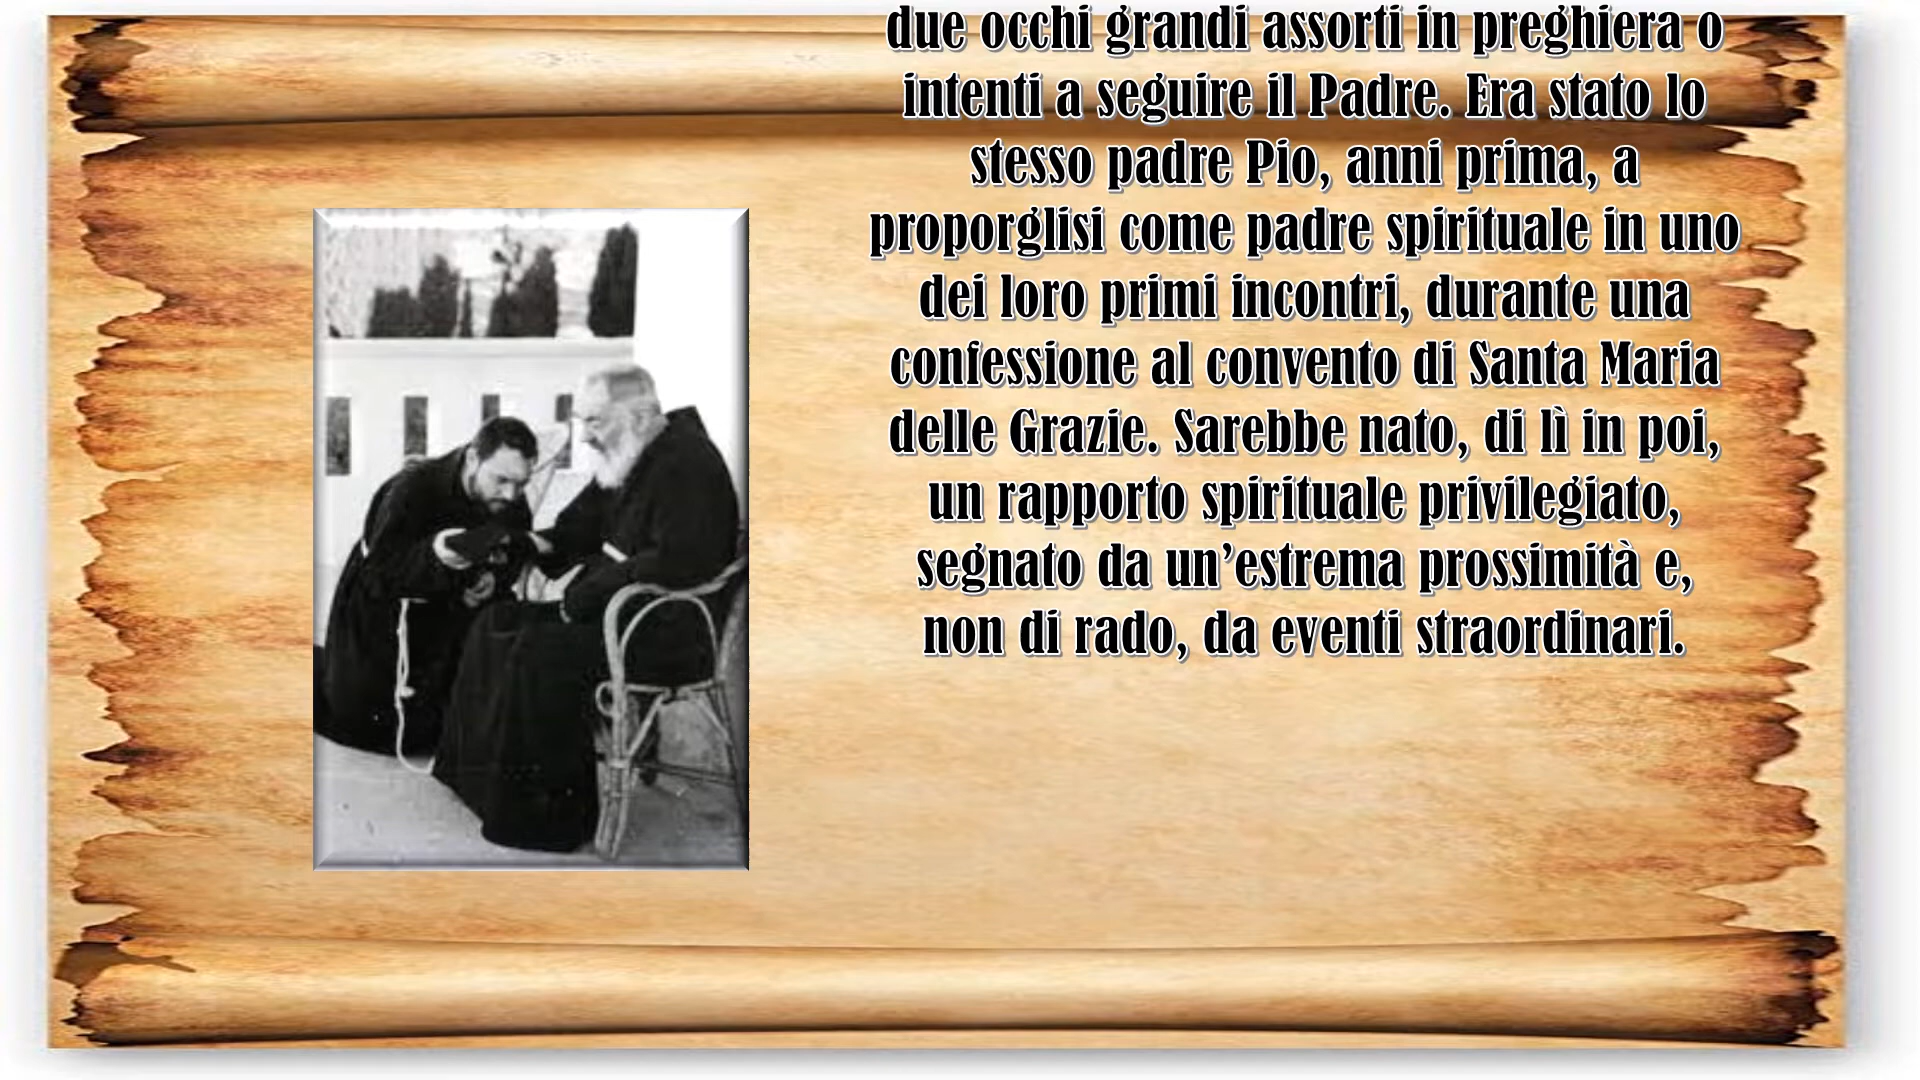 due occhi grandi assorti in preghiera o
intenti a seguire il Padre. Era stato lo
stesso padre Pio, anni prima, a
proporglisi come padre spirituale in uno
dei loro primi incontri, durante una
confessione al convento di Santa Maria
delle Grazie. Sarebbe nato, di lì in poi,
un rapporto spirituale privilegiato,
segnato da un’estrema prossimità e,
non di rado, da eventi straordinari.